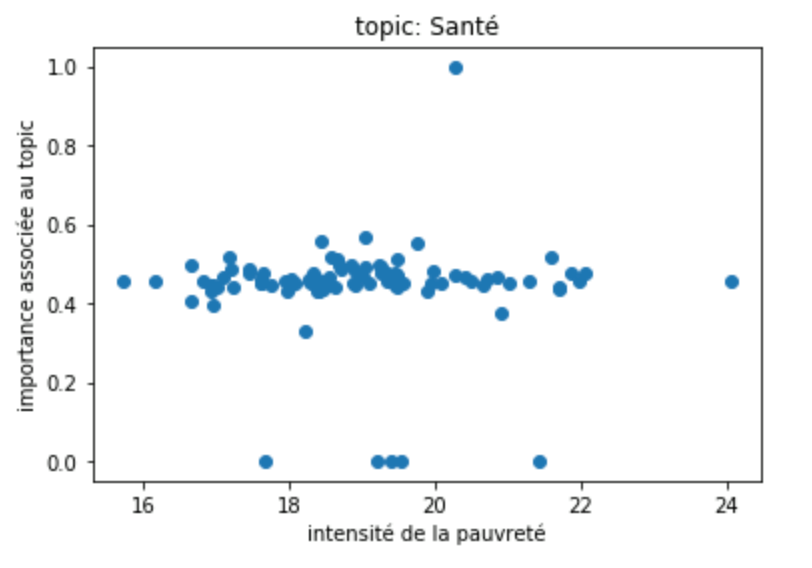 topic: Santé
1.0
0.8
0.6
0.4
0.2
0.0
importance associée au topic
16 18 20 22 24
intensité de la pauvreté